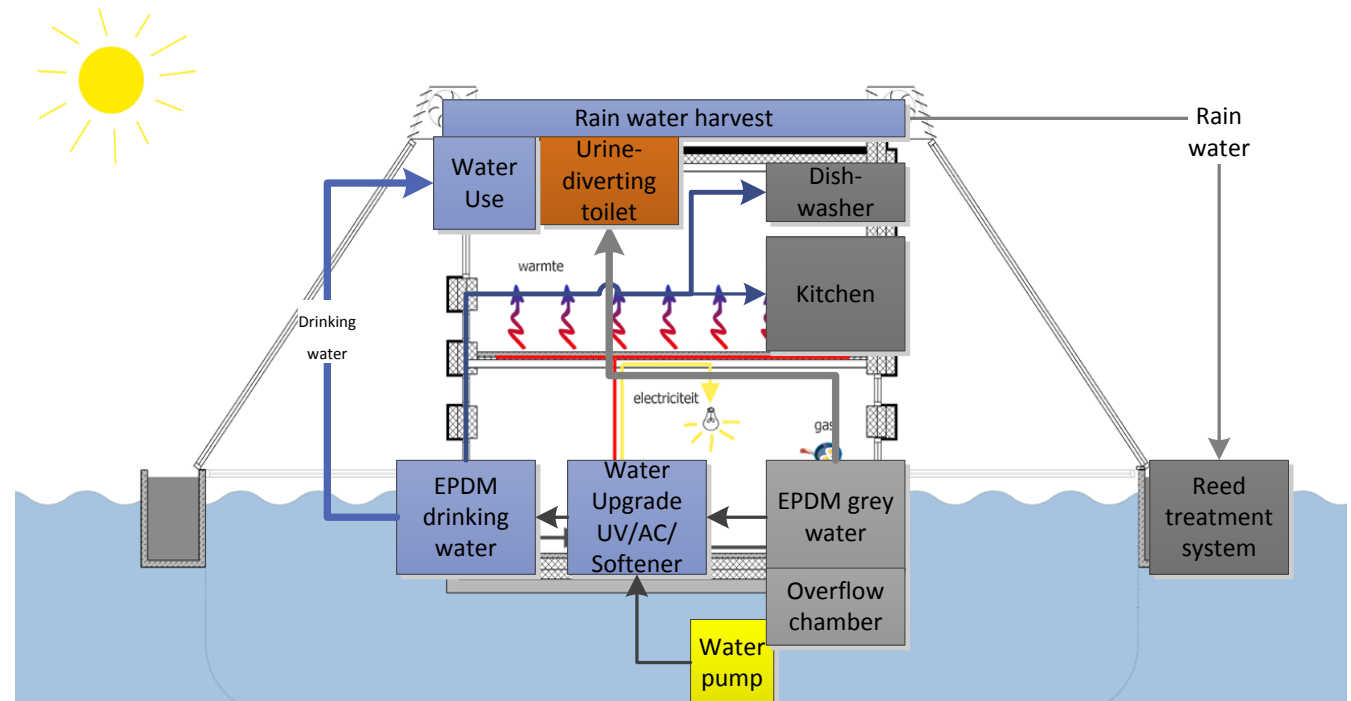 Rain water harvest
Rain
water
Water
Use
Urine-
diverting
toilet
Dish-
washer
warmte
Kitchen
Drinking
water
electriciteit
gas
EPDM
drinking
water
Water
Upgrade
UV/AC/
Softener
EPDM grey
water
Overflow
chamber
Reed
treatment
system
Water
pump